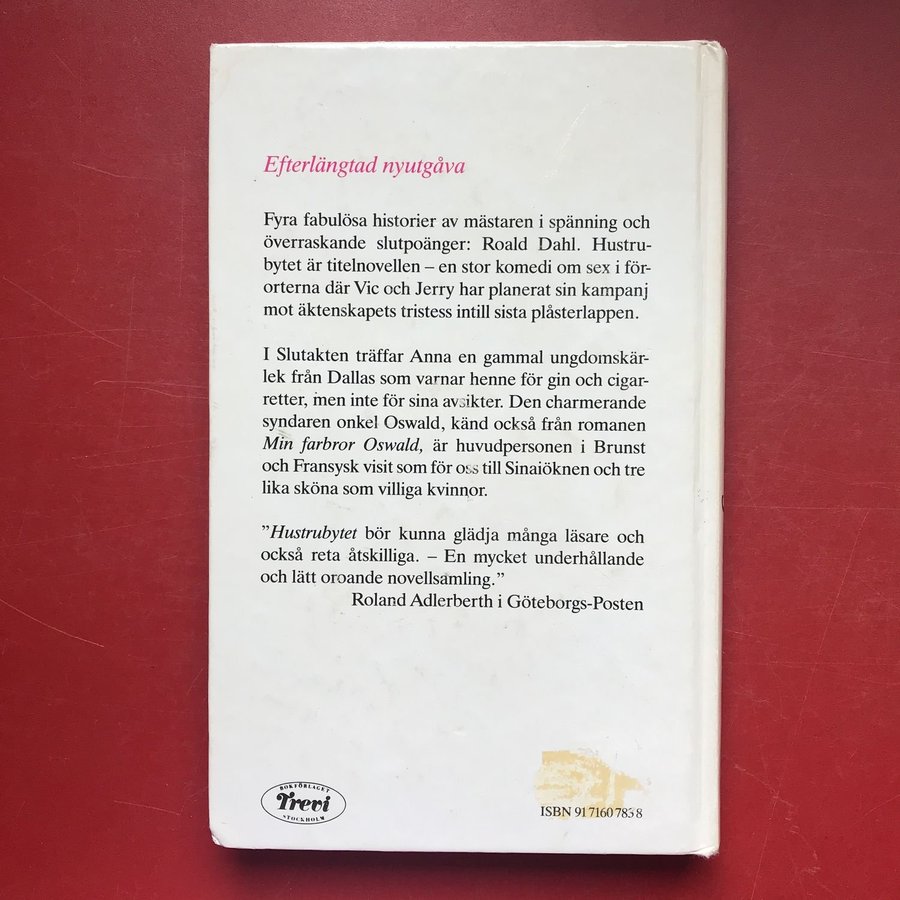 Efterlängtad nyutgåva
Fyra fabulösa historier av mästaren i spänning och
överraskande slutpoänger: Roald Dahl. Hustru-
bytet är titelnovellen – en stor komedi om sex i för-
orterna där Vic och Jerry har planerat sin kampanj
mot äktenskapets tristess intill sista plåsterlappen.
I Slutakten träffar Anna en gammal ungdomskär-
lek från Dallas som varnar henne för gin och cigar-
retter, men inte för sina avsikter. Den charmerande
syndaren onkel Oswald, känd också från romanen
Min farbror Oswald, är huvudpersonen i Brunst
och Fransysk visit som för oss till Sinaiöknen och tre
lika sköna som villiga kvinnor.
”Hustrubytet bör kunna glädja många läsare och
också reta åtskilliga. – En mycket underhållande
och lätt oroande novellsamling.”
Roland Adlerberth i Göteborgs-Posten
BOKFÖRLAGET
Trevi
STOCKHOLM
ISBN 91 7160 783 8